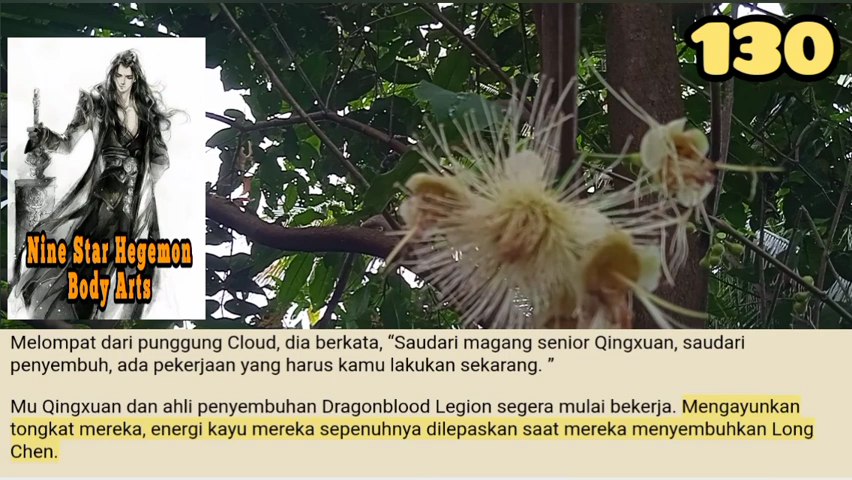 130
Nine Star Hegemon
Body Arts
Melompat dari punggung Cloud, dia berkata, “Saudari magang senior Qingxuan, saudari
penyembuh, ada pekerjaan yang harus kamu lakukan sekarang. ”
Mu Qingxuan dan ahli penyembuhan Dragonblood Legion segera mulai bekerja. Mengayunkan
tongkat mereka, energi kayu mereka sepenuhnya dilepaskan saat mereka menyembuhkan Long
Chen.